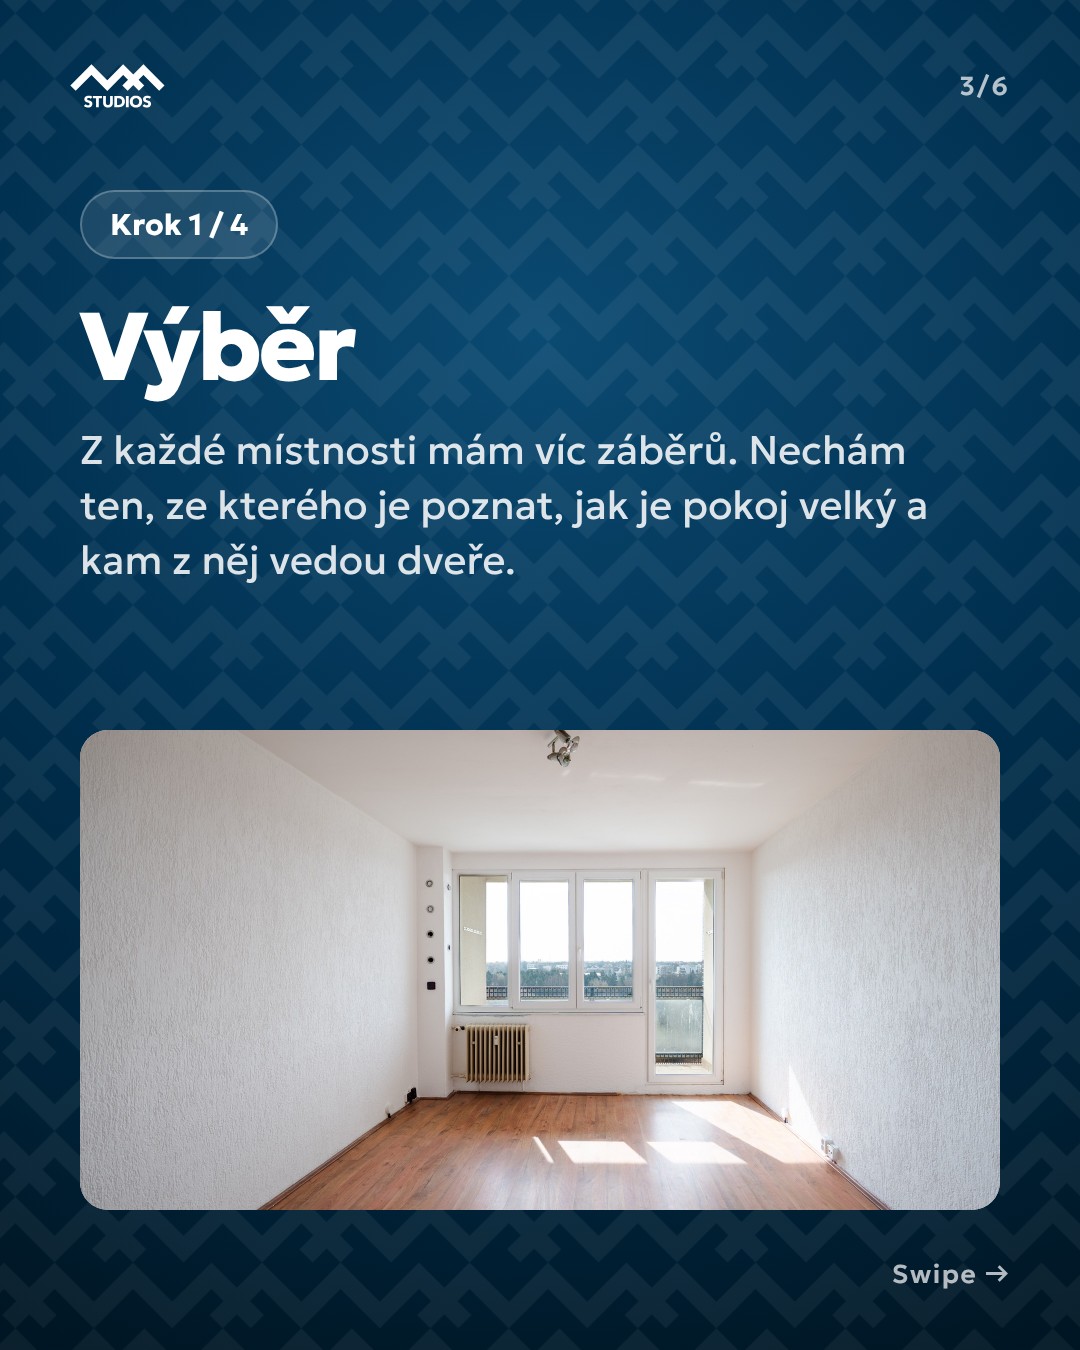 STUDIOS
3/6
Krok 1 / 4
Výběr
Z každé místnosti mám víc záběrů. Nechám
ten, ze kterého je poznat, jak je pokoj velký a
kam z něj vedou dveře.
Swipe →